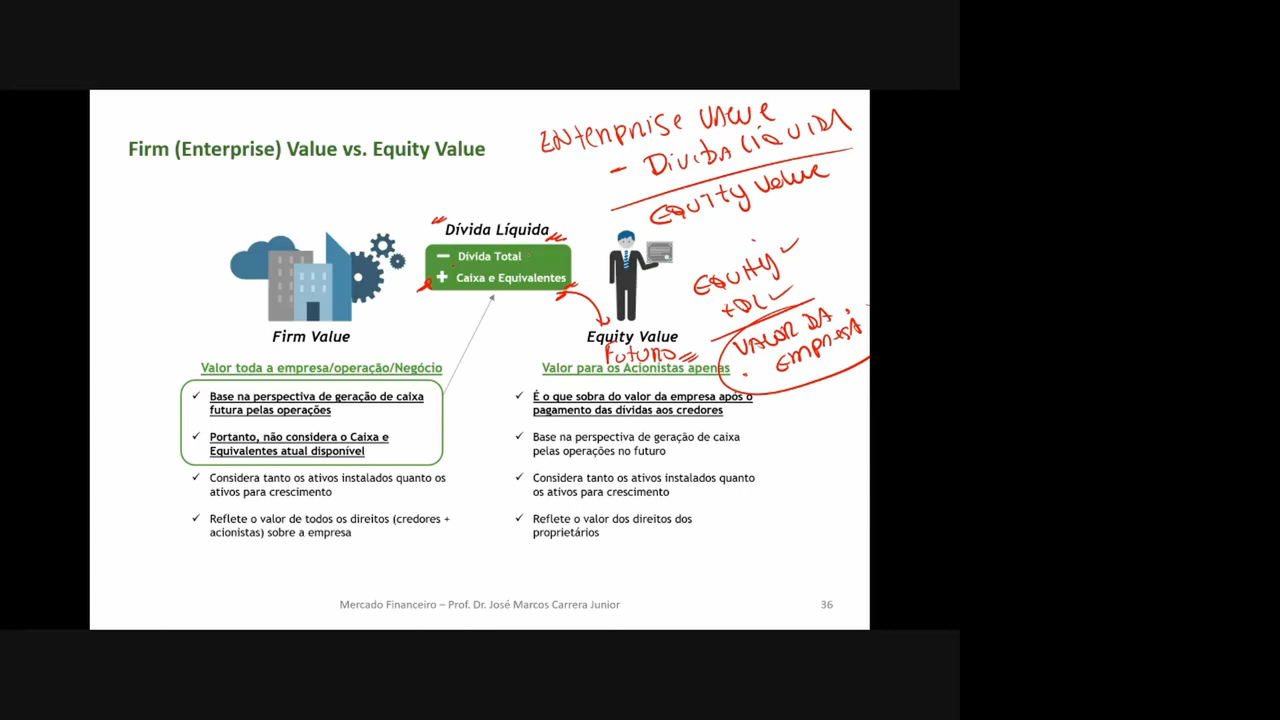 Firm (Enterprise) Value vs. Equity Value
ENTERPRISE VALUE
- DIVIDA LIQUIDA
EQUITY VALUE
Dívida Líquida
− Dívida Total
+ Caixa e Equivalentes
EQUITY
+ DL
VALOR DA
EMPRESA
Firm Value
Valor toda a empresa/operação/Negócio
✓ Base na perspectiva de geração de caixa
futura pelas operações
✓ Portanto, não considera o Caixa e
Equivalentes atual disponível
✓ Considera tanto os ativos instalados quanto os
ativos para crescimento
✓ Reflete o valor de todos os direitos (credores +
acionistas) sobre a empresa
Equity Value
Futuro
Valor para os Acionistas apenas
✓ É o que sobra do valor da empresa após o
pagamento das dívidas aos credores
✓ Base na perspectiva de geração de caixa
pelas operações no futuro
✓ Considera tanto os ativos instalados quanto
os ativos para crescimento
✓ Reflete o valor dos direitos dos
proprietários
Mercado Financeiro – Prof. Dr. José Marcos Carrera Junior
36